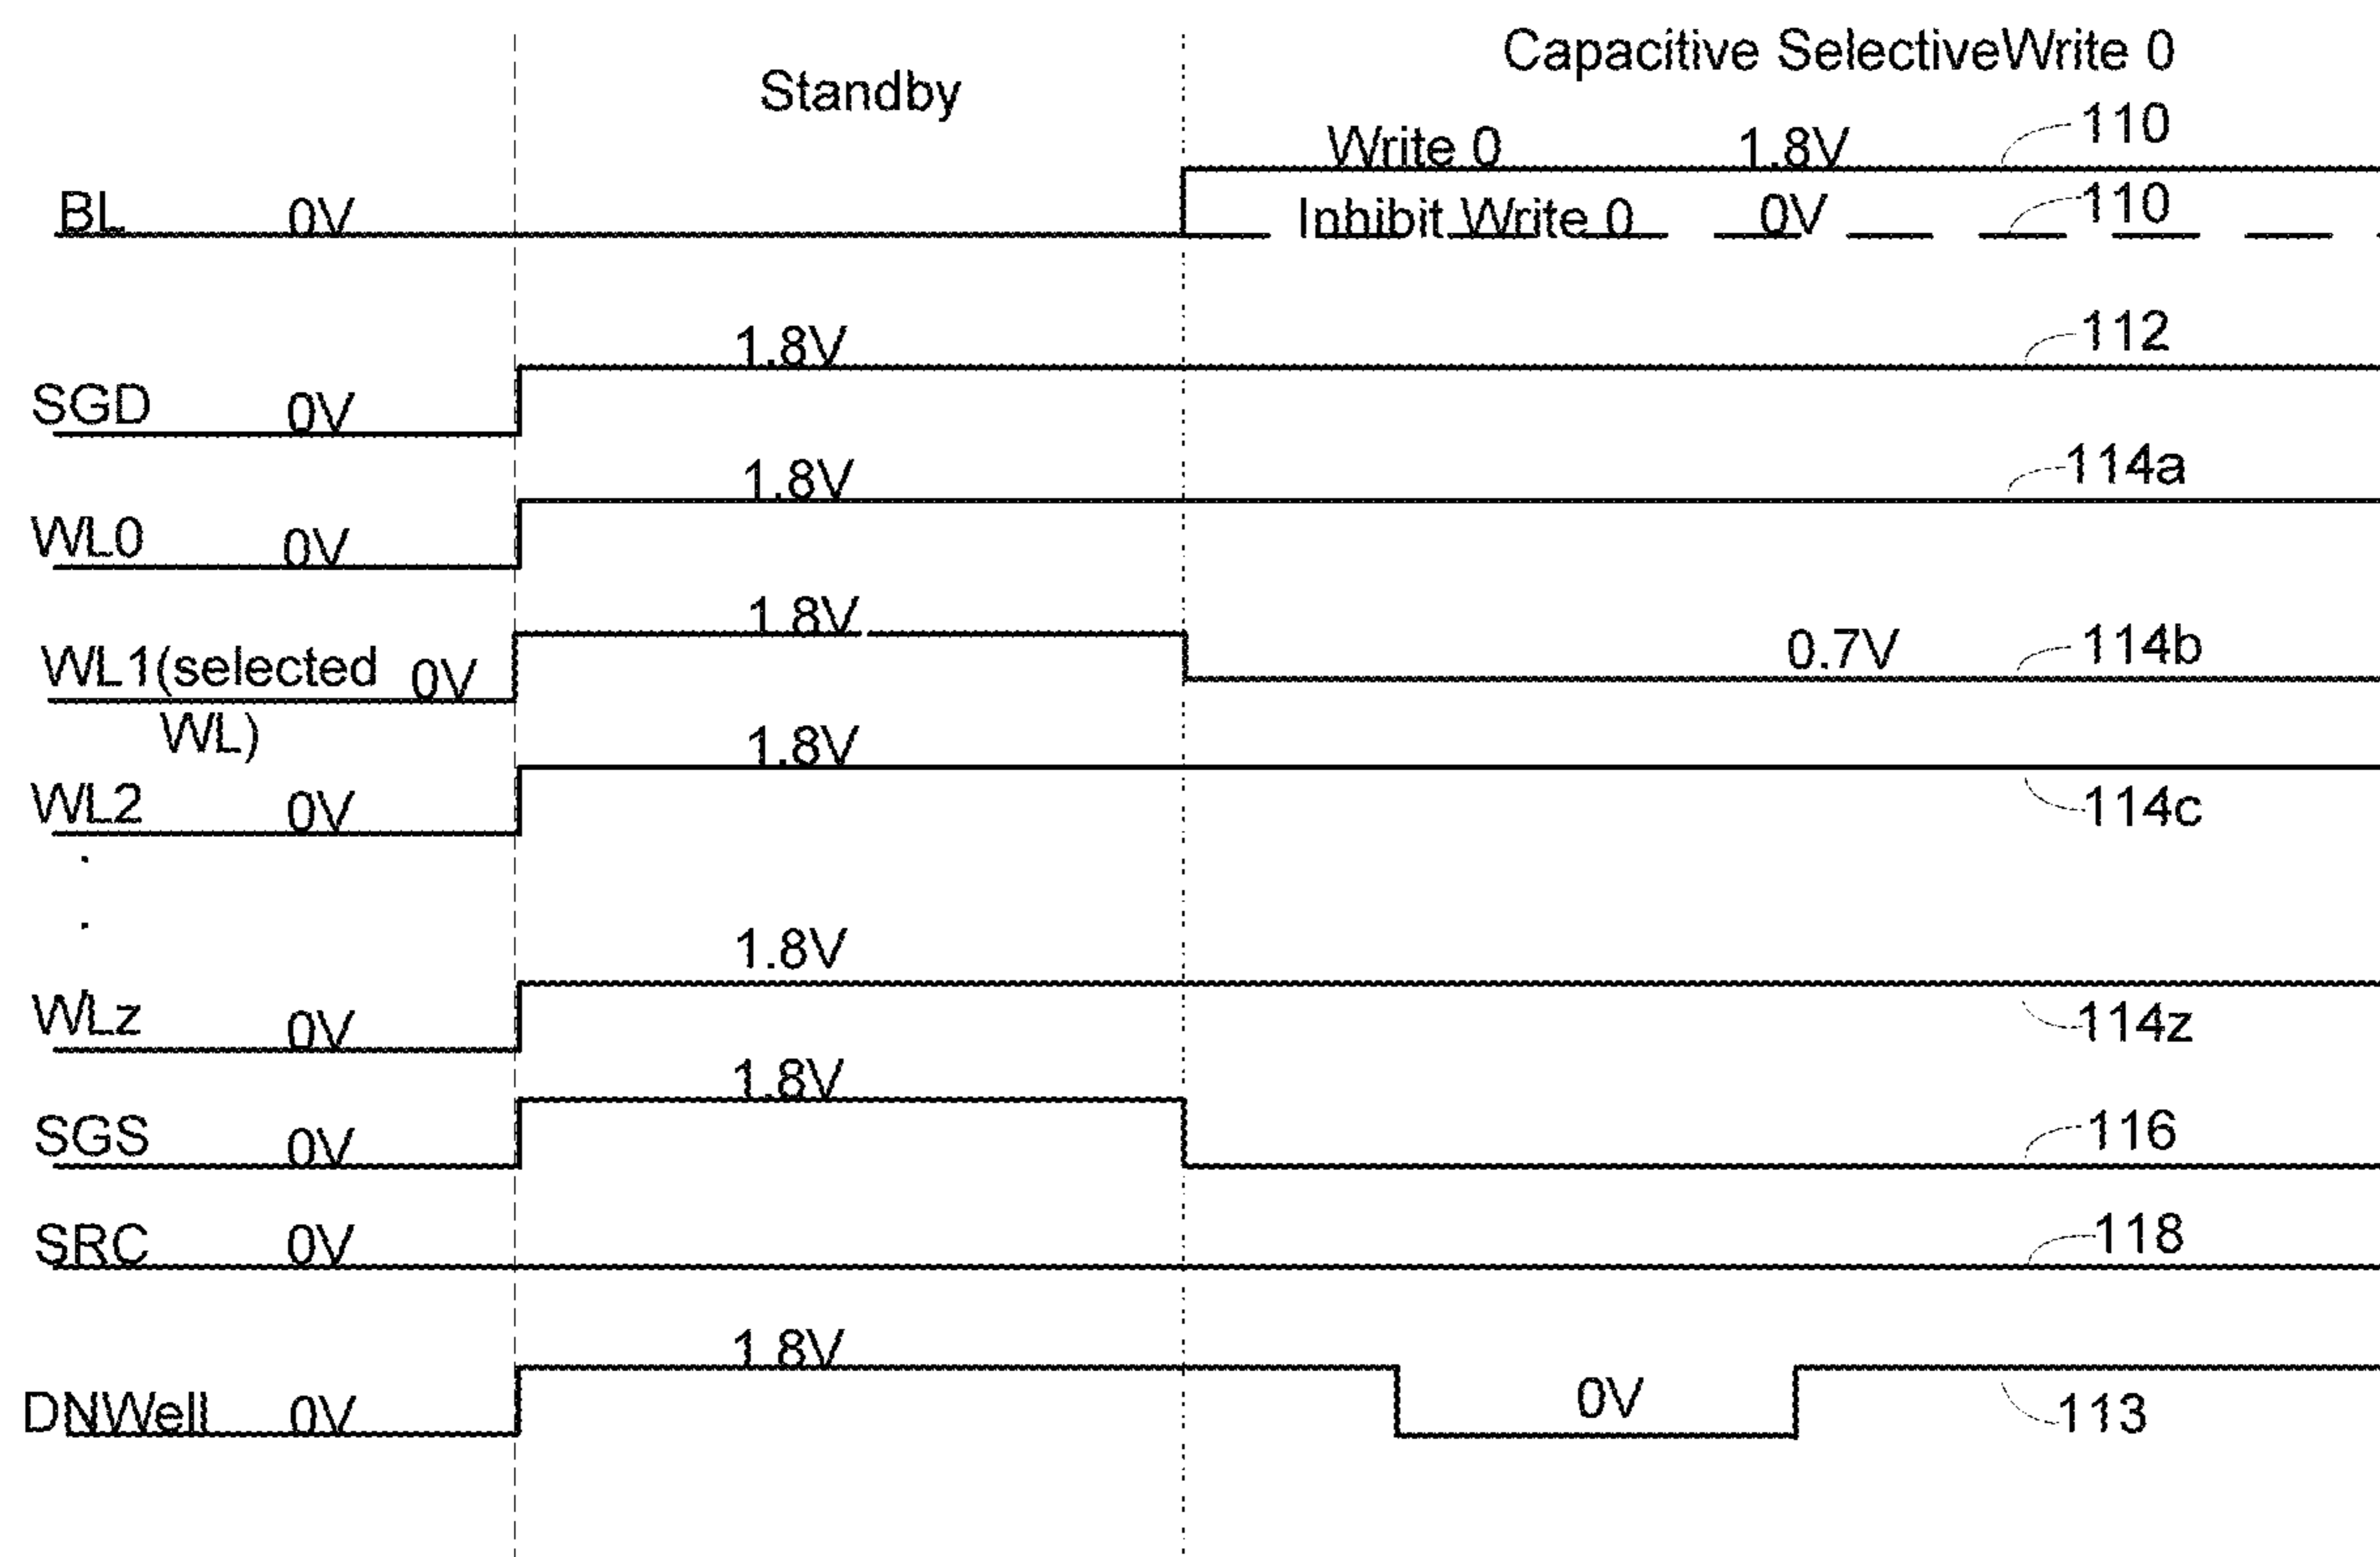 Capacitive SelectiveWrite 0
Standby
Write 0 1.8V 110
BL 0V Inhibit Write 0 0V 110
1.8V 112
SGD 0V
1.8V 114a
WL0 0V
1.8V
WL1(selected 0V 0.7V 114b
WL) 1.8V
WL2 0V 114c
.
.
1.8V
WLz 0V 114z
1.8V
SGS 0V 116
SRC 0V 118
1.8V
DNWell 0V 0V 113